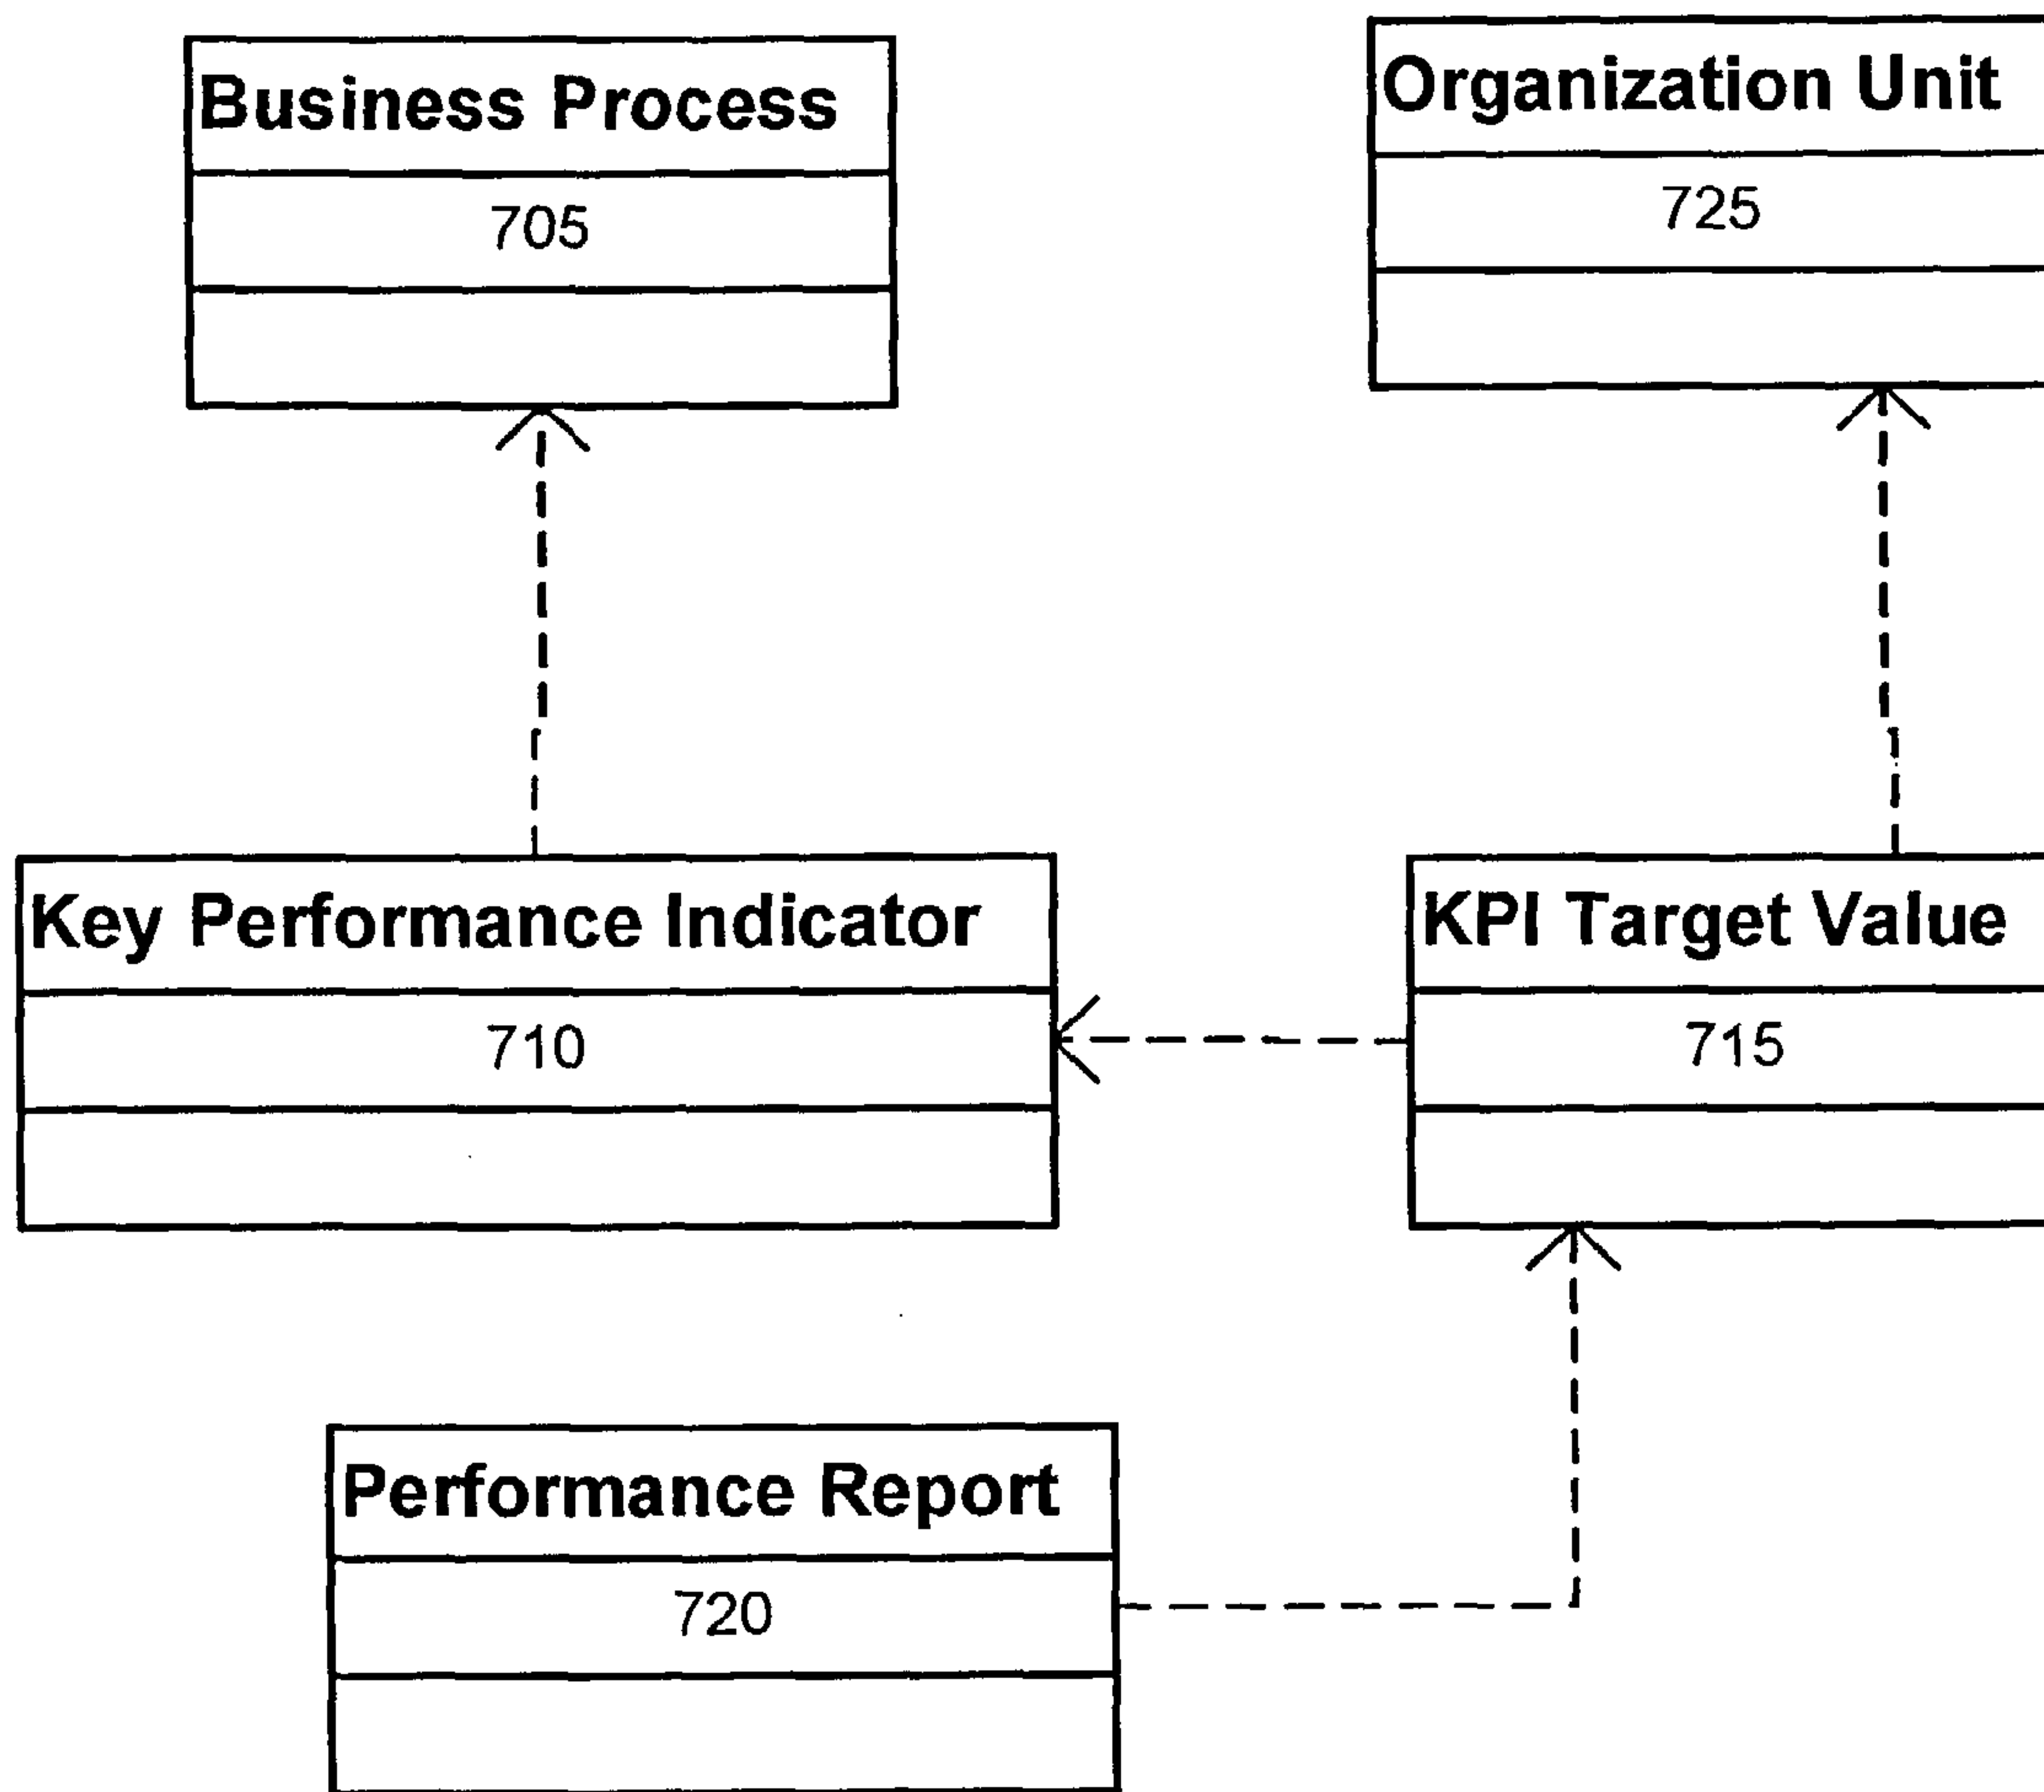 Business Process
705
Organization Unit
725
Key Performance Indicator
710
KPI Target Value
715
Performance Report
720